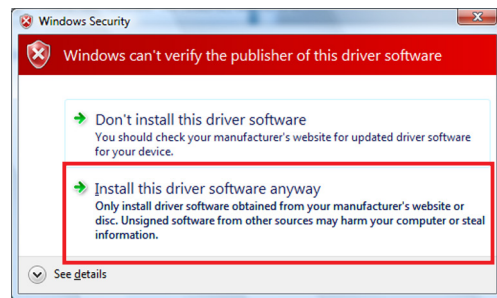 Windows Security
Windows can't verify the publisher of this driver software
Don't install this driver software
You should check your manufacturer's website for updated driver software
for your device.
Install this driver software anyway
Only install driver software obtained from your manufacturer's website or
disc. Unsigned software from other sources may harm your computer or steal
information.
See details